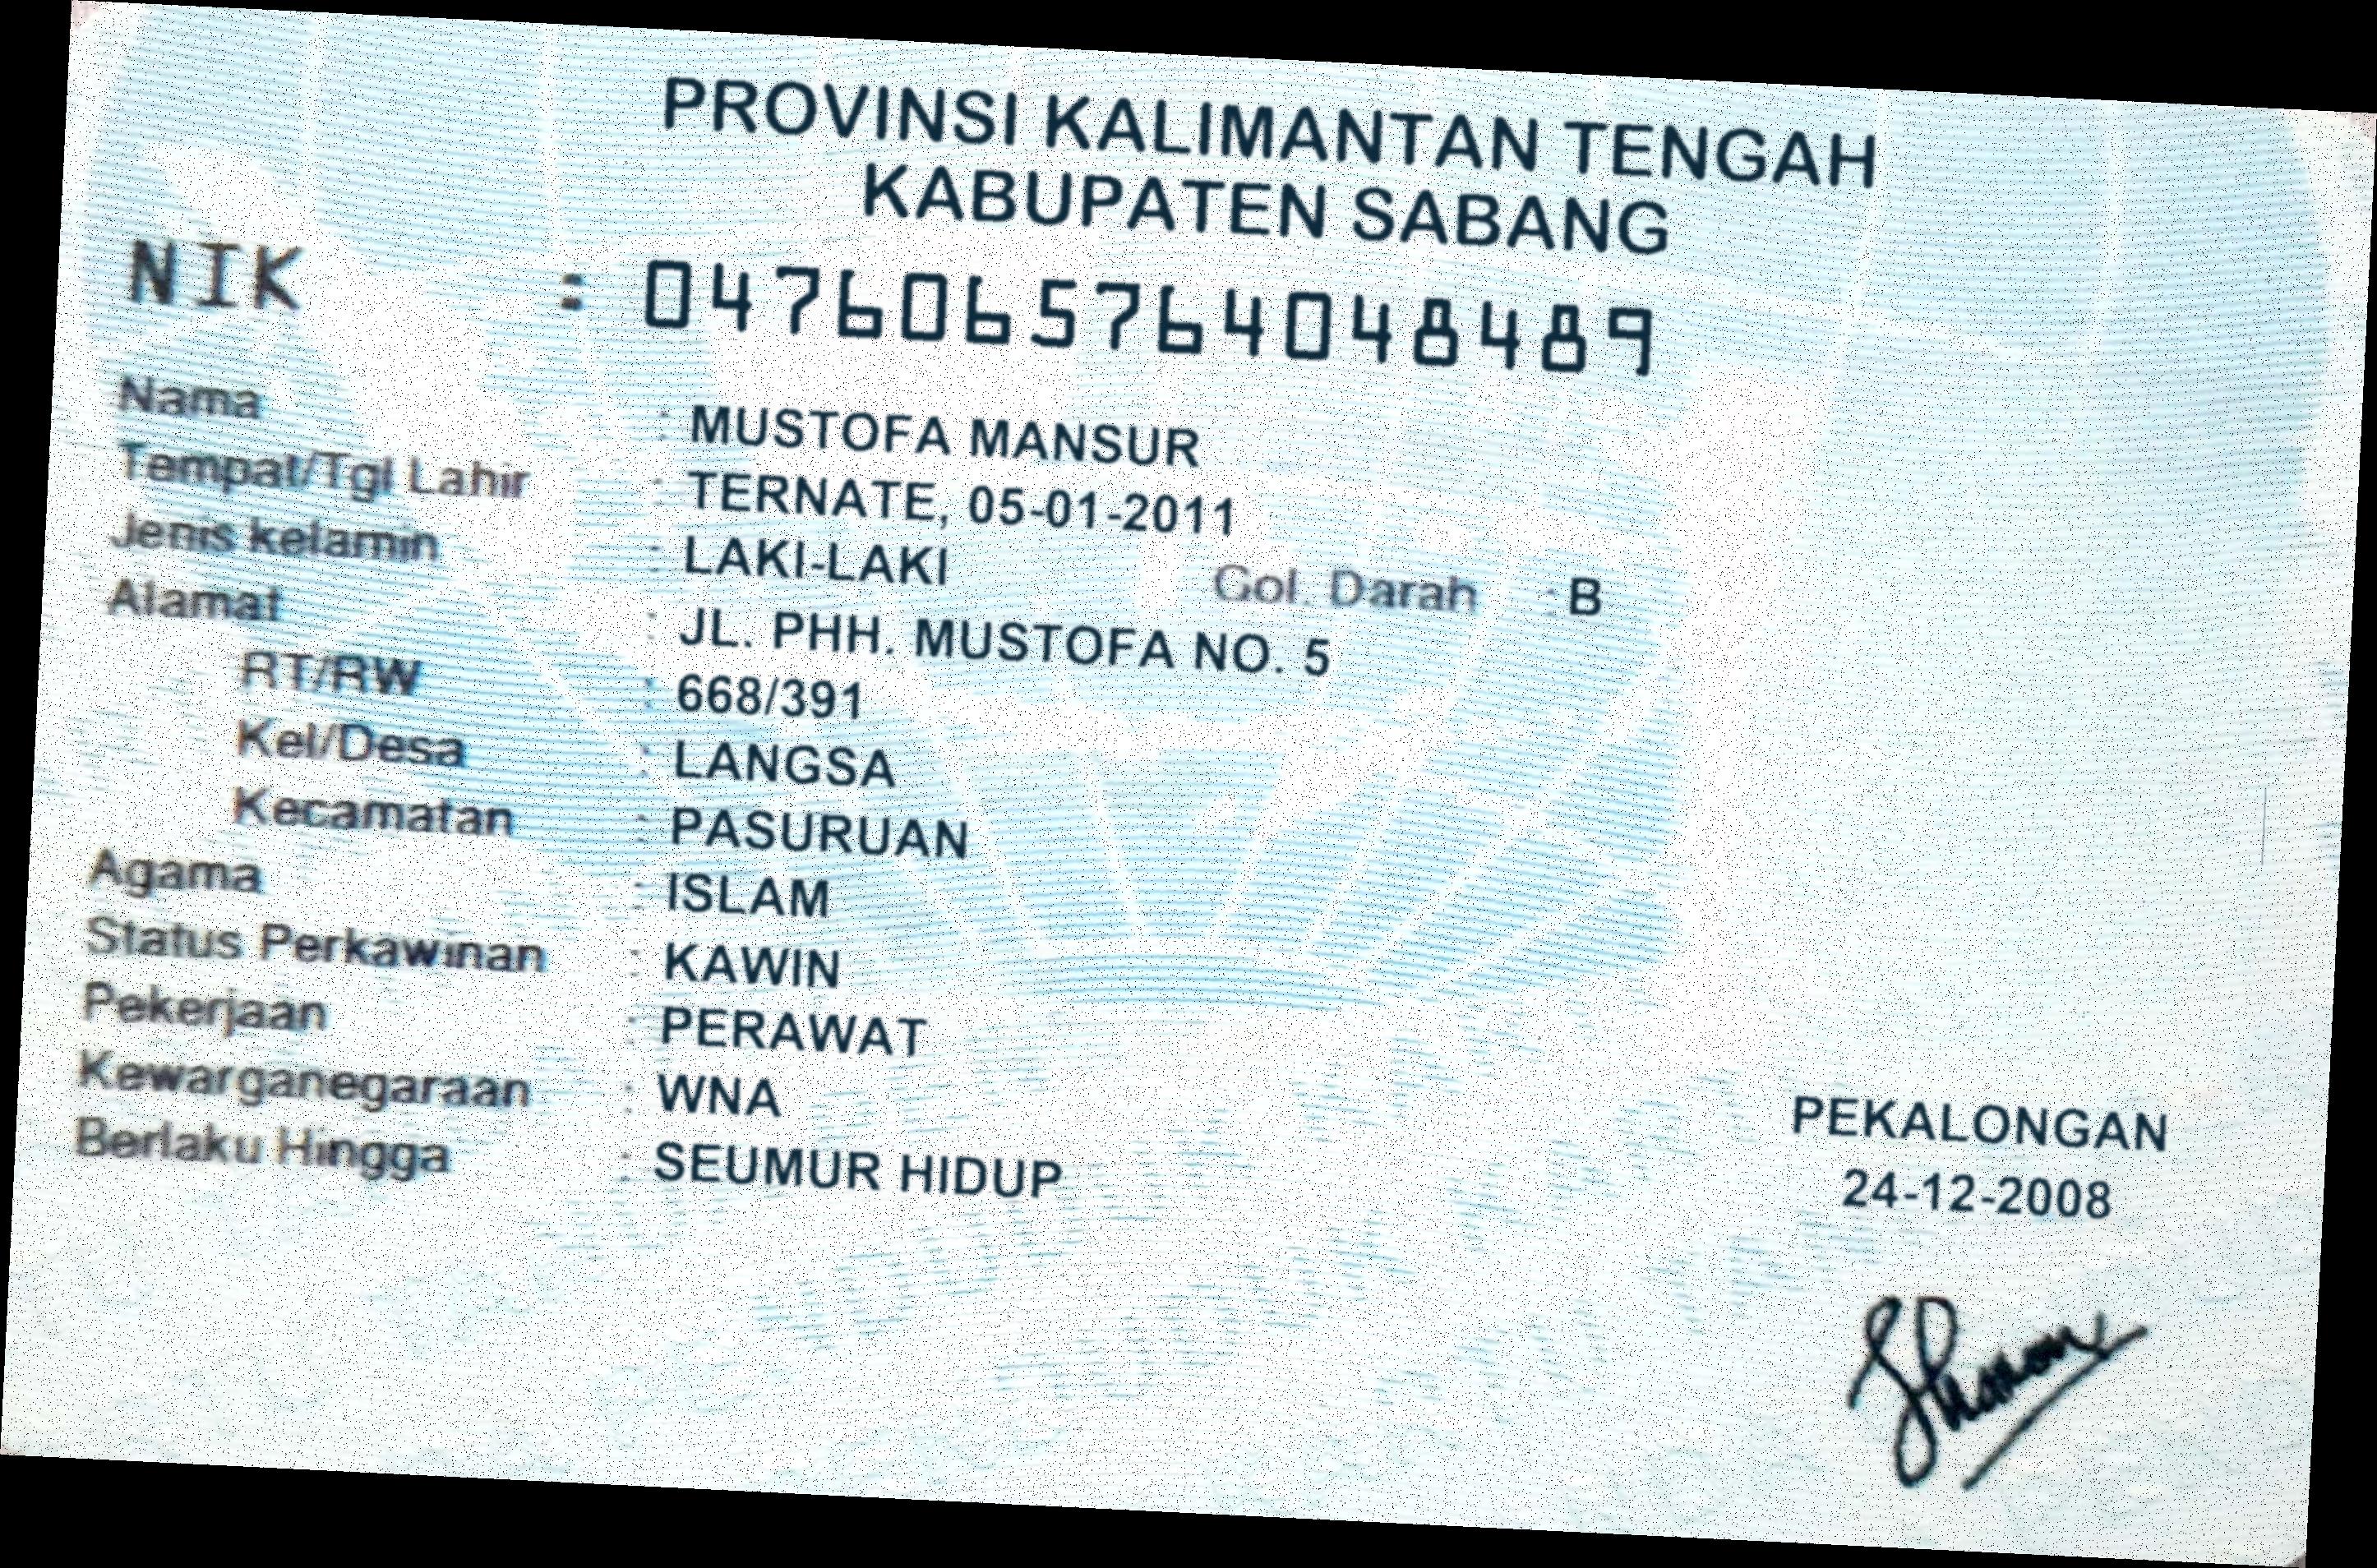 PROVINSI KALIMANTAN TENGAH
KABUPATEN SABANG
NIK : 0476065764048489
Nama : MUSTOFA MANSUR
Tempat/Tgl Lahir : TERNATE, 05-01-2011
Jenis kelamin : LAKI-LAKI Gol. Darah : B
Alamat : JL. PHH. MUSTOFA NO. 5
RT/RW : 668/391
Kel/Desa : LANGSA
Kecamatan : PASURUAN
Agama : ISLAM
Status Perkawinan : KAWIN
Pekerjaan : PERAWAT
Kewarganegaraan : WNA
Berlaku Hingga : SEUMUR HIDUP
PEKALONGAN
24-12-2008